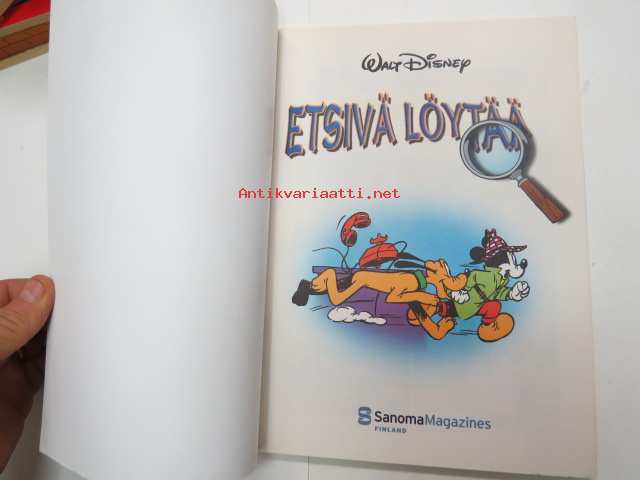 WALT DISNEY
ETSIVÄ LÖYTÄÄ
Antikvariaatti.net
SanomaMagazines
FINLAND